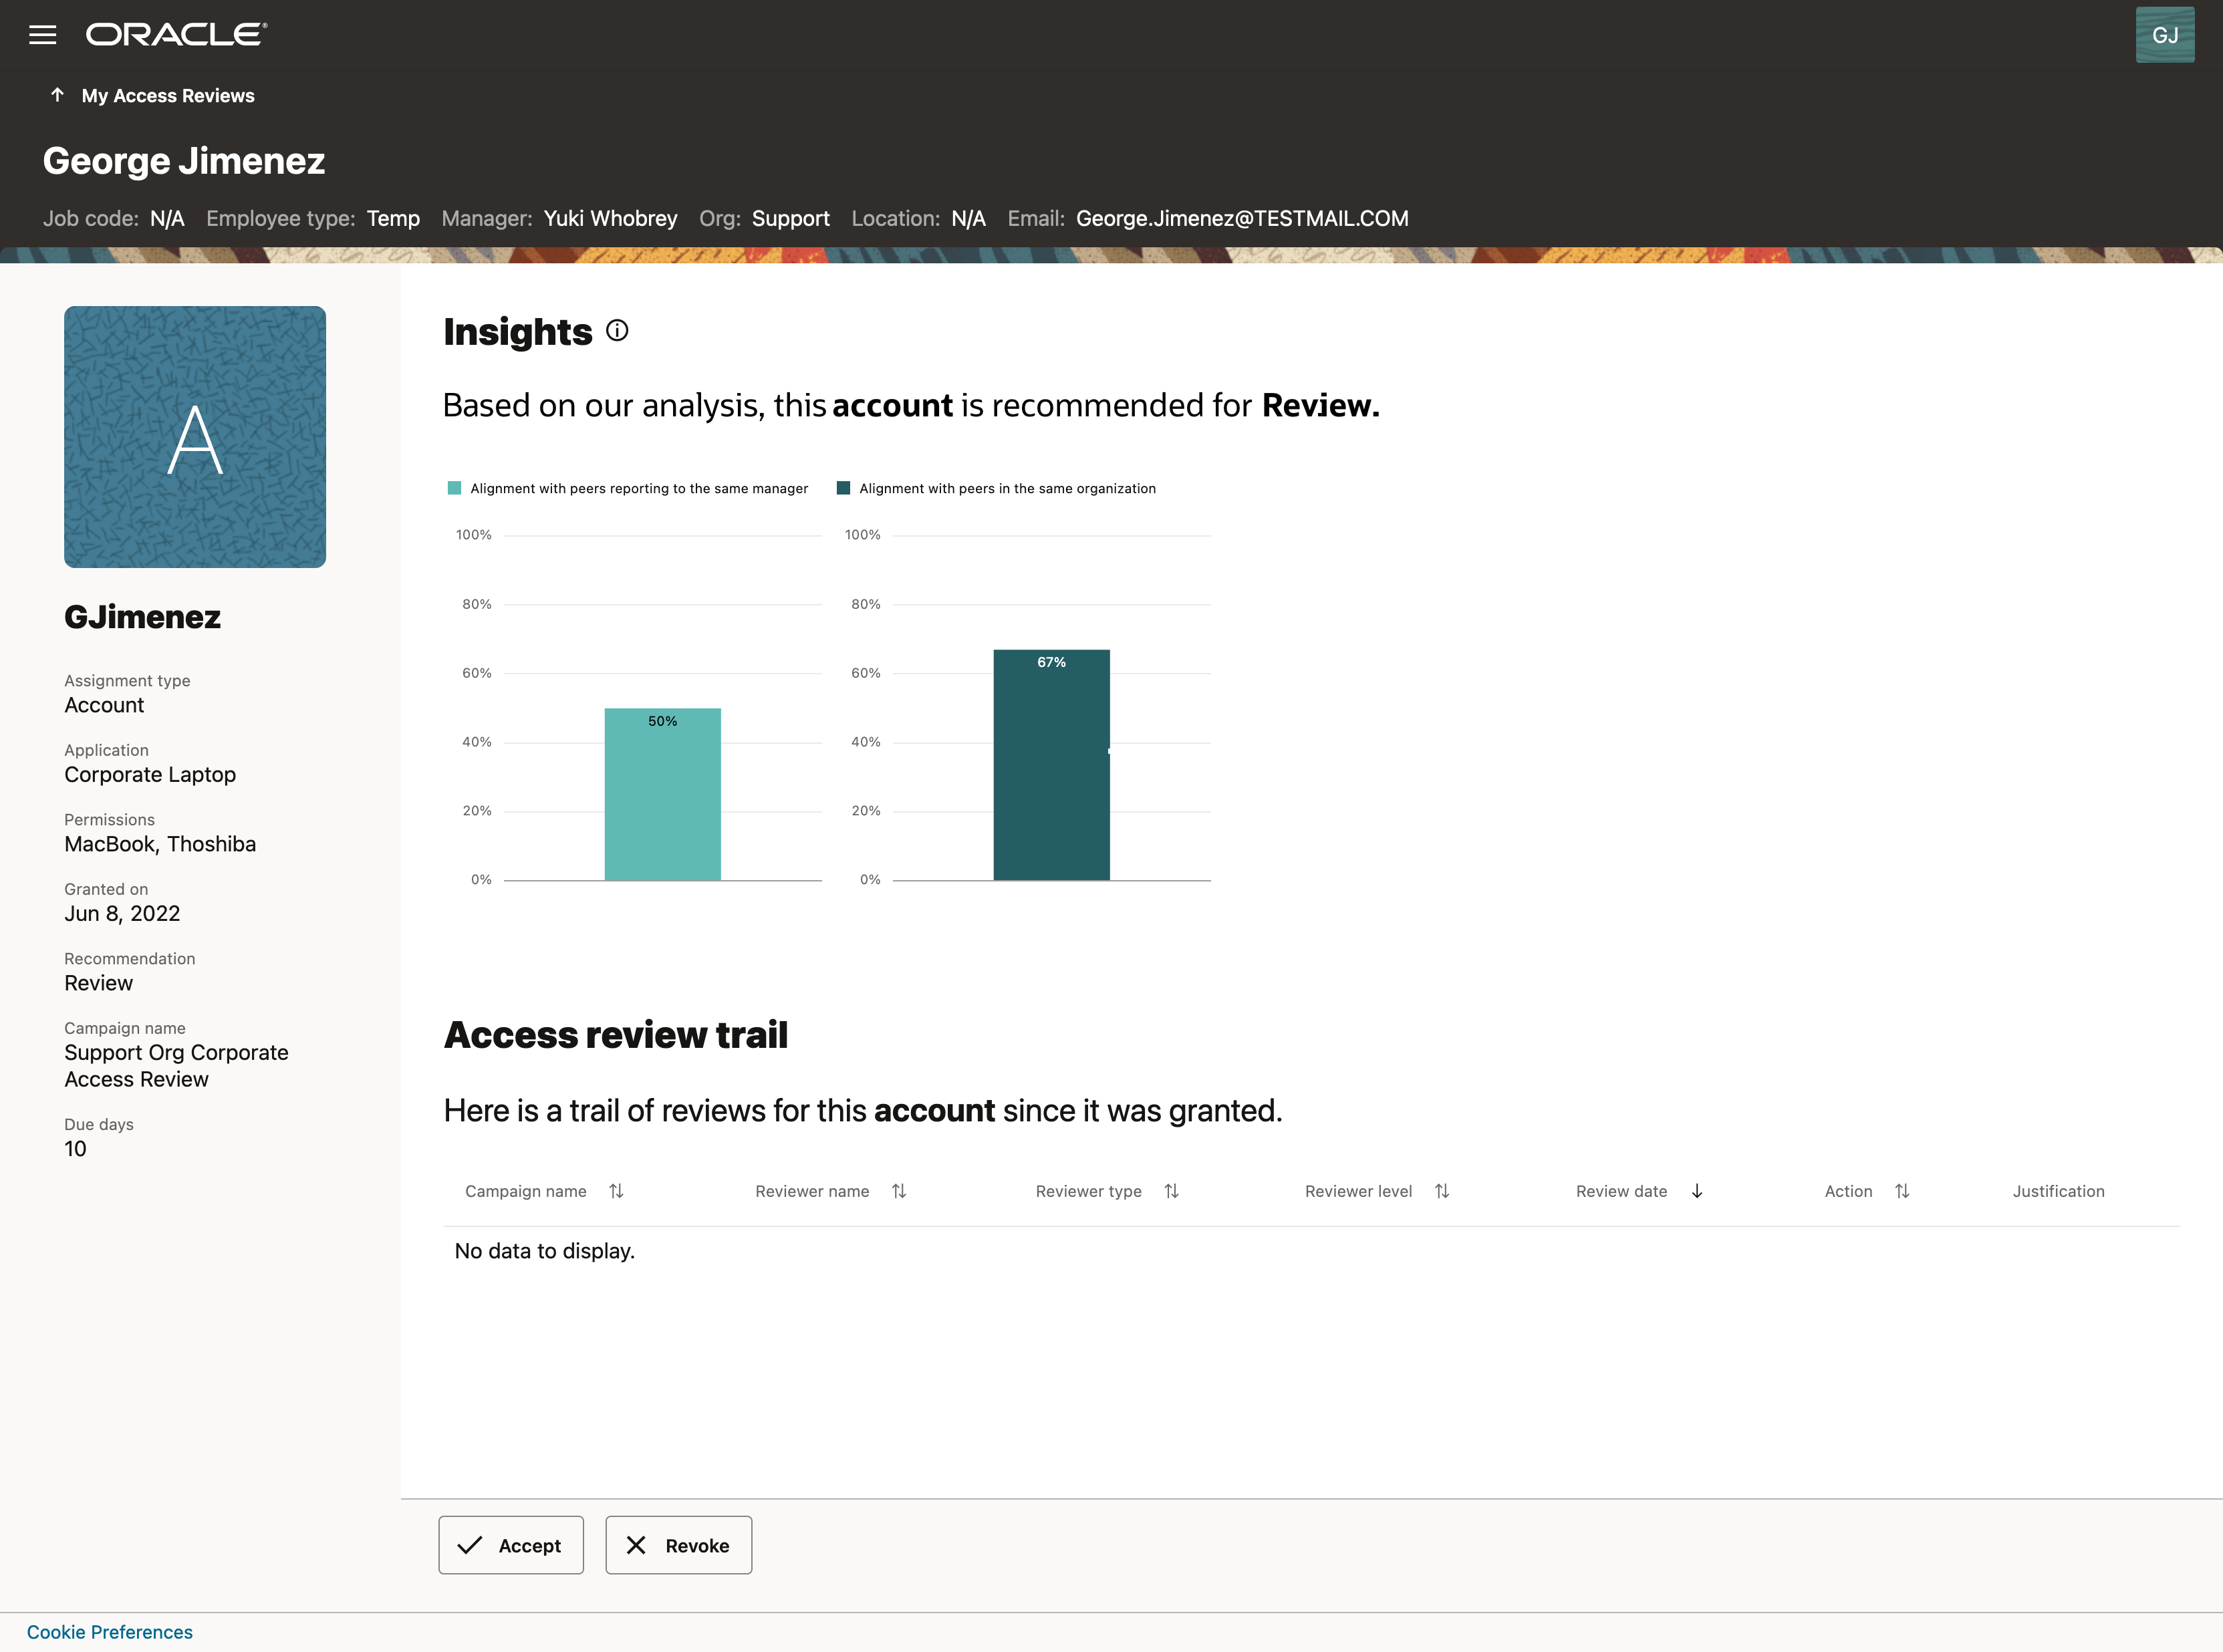 ORACLE®
GJ
My Access Reviews
George Jimenez
Job code: N/A Employee type: Temp Manager: Yuki Whobrey Org: Support Location: N/A Email: George.Jimenez@TESTMAIL.COM
A
GJimenez
Assignment type
Account
Application
Corporate Laptop
Permissions
MacBook, Thoshiba
Granted on
Jun 8, 2022
Recommendation
Review
Campaign name
Support Org Corporate
Access Review
Due days
10
Insights
Based on our analysis, this account is recommended for Review.
Alignment with peers reporting to the same manager
100%
80%
60%
40%
20%
0%
50%
Alignment with peers in the same organization
100%
80%
60%
40%
20%
0%
67%
Access review trail
Here is a trail of reviews for this account since it was granted.
Campaign name Reviewer name Reviewer type Reviewer level Review date Action Justification
No data to display.
Accept Revoke
Cookie Preferences